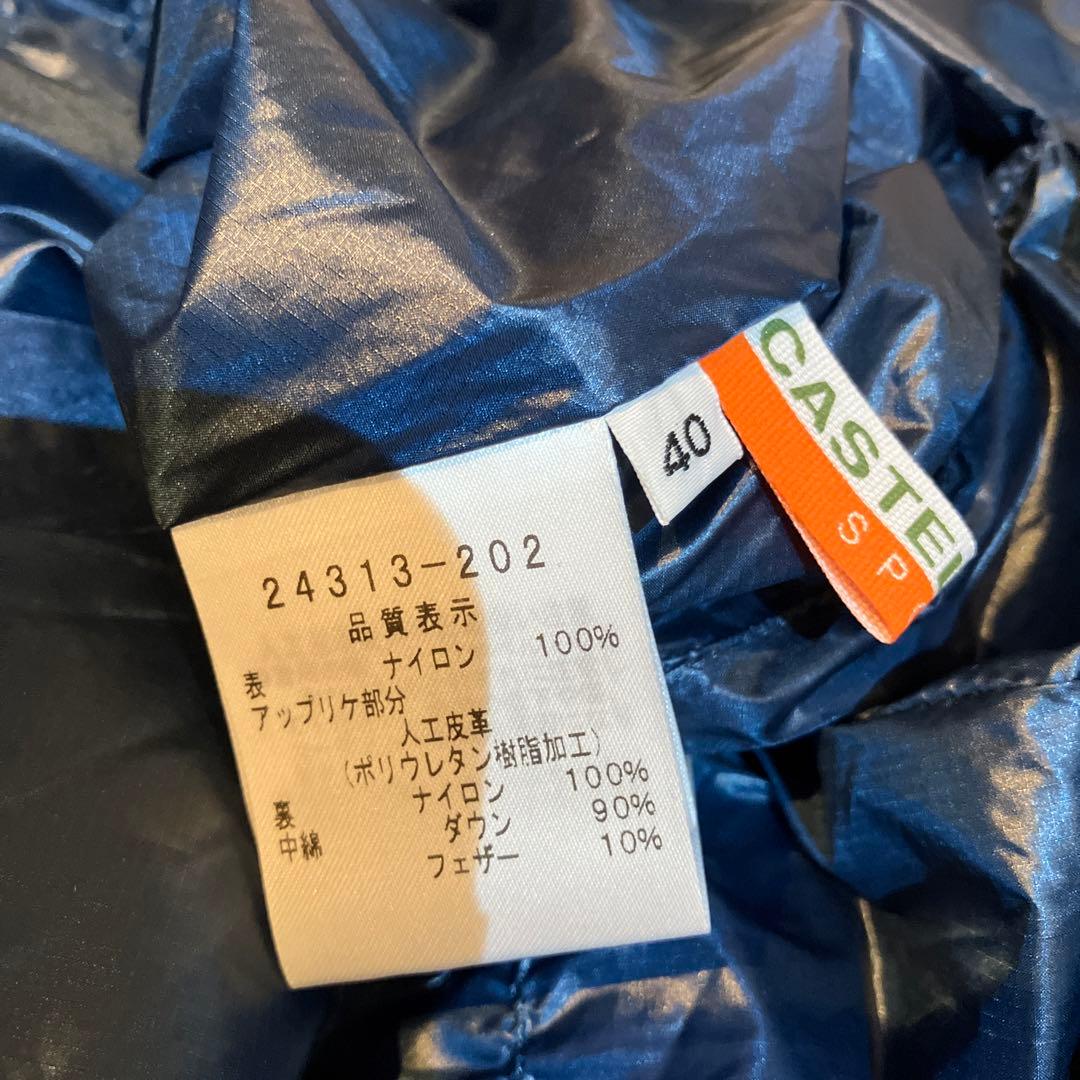 24313-202
品質表示
表 ナイロン 100%
アップリケ部分
人工皮革
(ポリウレタン樹脂加工)
裏 ナイロン 100%
中綿 ダウン 90%
フェザー 10%
40